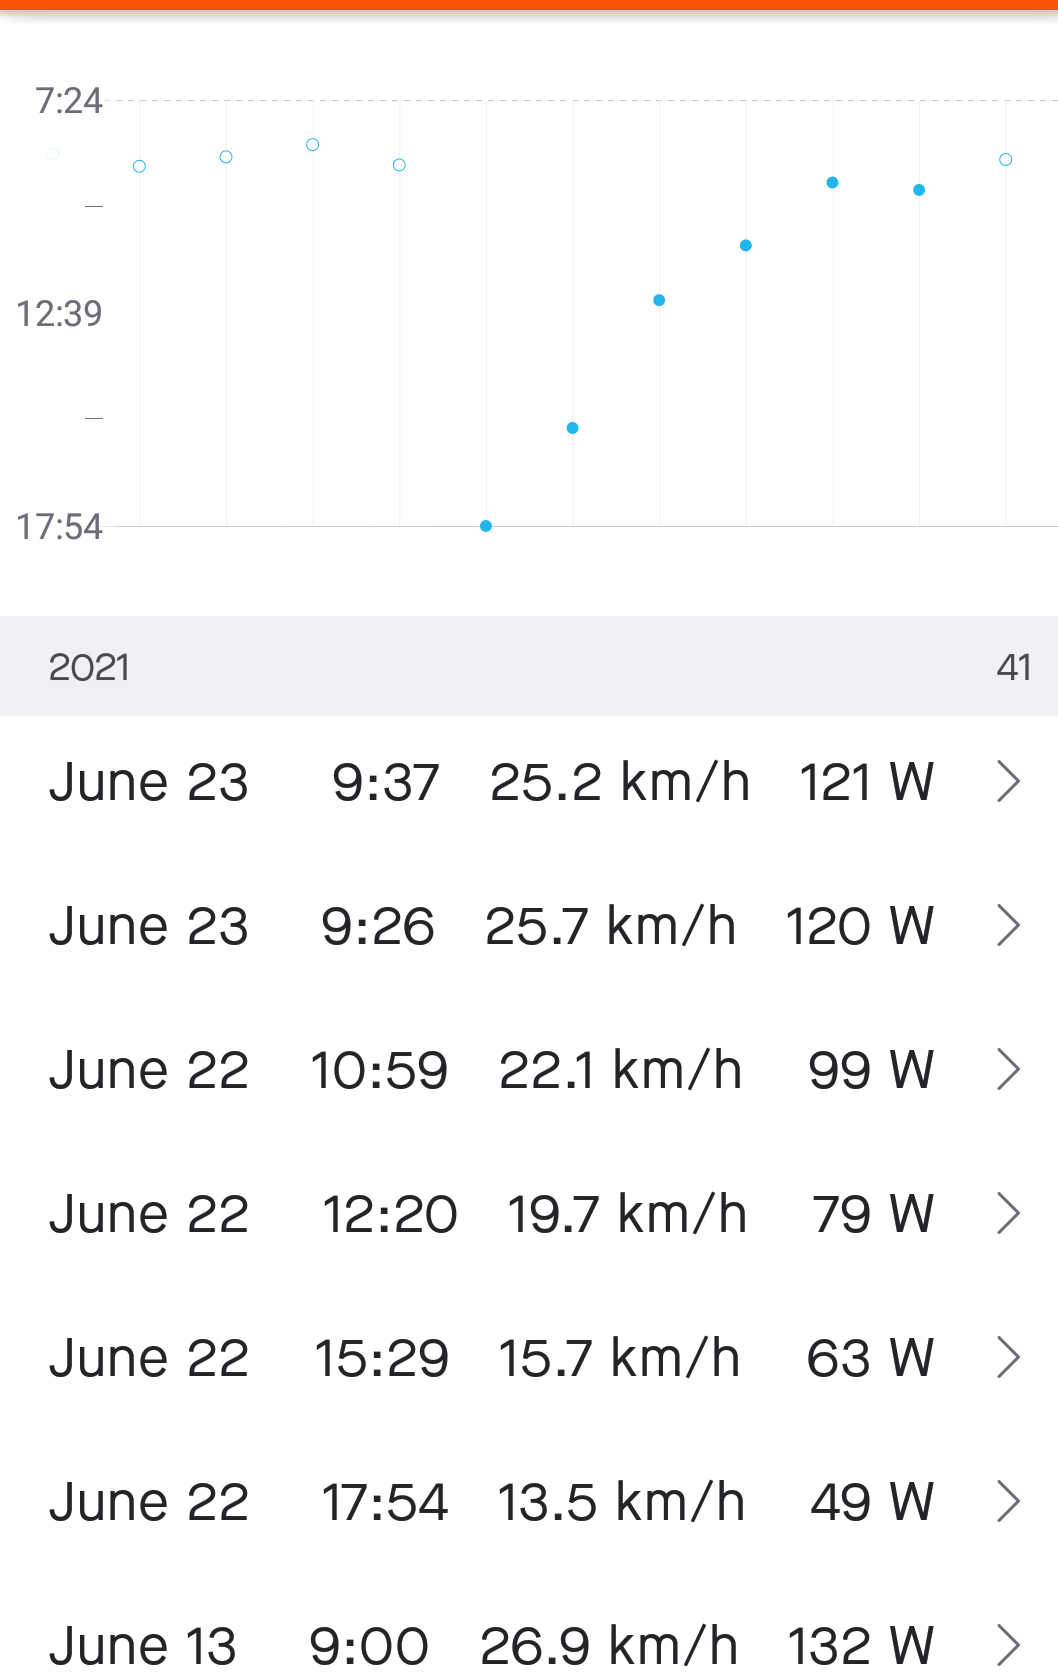 7:24
12:39
17:54
2021 41
June 23 9:37 25.2 km/h 121 W
June 23 9:26 25.7 km/h 120 W
June 22 10:59 22.1 km/h 99 W
June 22 12:20 19.7 km/h 79 W
June 22 15:29 15.7 km/h 63 W
June 22 17:54 13.5 km/h 49 W
June 13 9:00 26.9 km/h 132 W